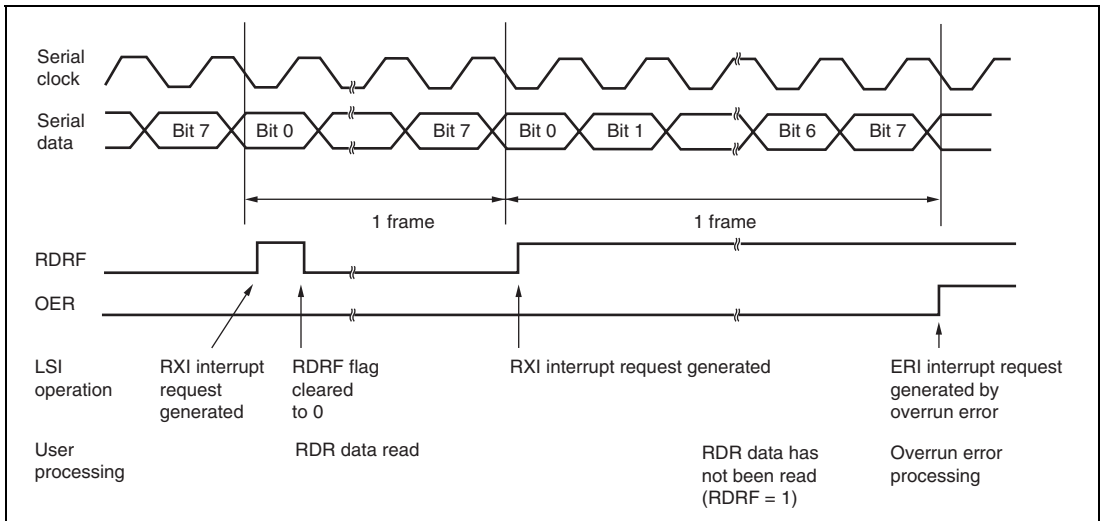 Serial
clock
Serial
data
Bit 7
Bit 0
Bit 7
Bit 0
Bit 1
Bit 6
Bit 7
1 frame
1 frame
RDRF
OER
LSI
operation
RXI interrupt
request
generated
RDRF flag
cleared
to 0
RXI interrupt request generated
ERI interrupt request
generated by
overrun error
User
processing
RDR data read
RDR data has
not been read
(RDRF = 1)
Overrun error
processing